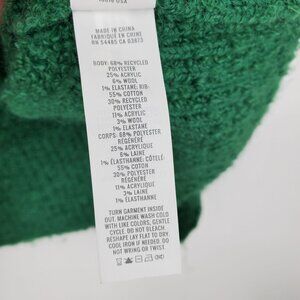 MADE IN CHINA
FABRIQUÉ EN CHINE
RN 54485 CA 03873
BODY: 68% RECYCLED
POLYESTER
25% ACRYLIC
6% WOOL
1% ELASTANE; RIB:
55% COTTON
30% RECYCLED
POLYESTER
11% ACRYLIC
3% WOOL
1% ELASTANE
CORPS: 68% POLYESTER
RÉGÉNÉRÉ
25% ACRYLIQUE
6% LAINE
1% ÉLASTHANNE; CÔTELÉ:
55% COTON
30% POLYESTER
RÉGÉNÉRÉ
11% ACRYLIQUE
3% LAINE
1% ÉLASTHANNE
TURN GARMENT INSIDE
OUT. MACHINE WASH COLD
WITH LIKE COLORS, GENTLE
CYCLE. DO NOT BLEACH.
RESHAPE LAY FLAT TO DRY.
COOL IRON IF NEEDED. DO
NOT WRING OR TWIST.